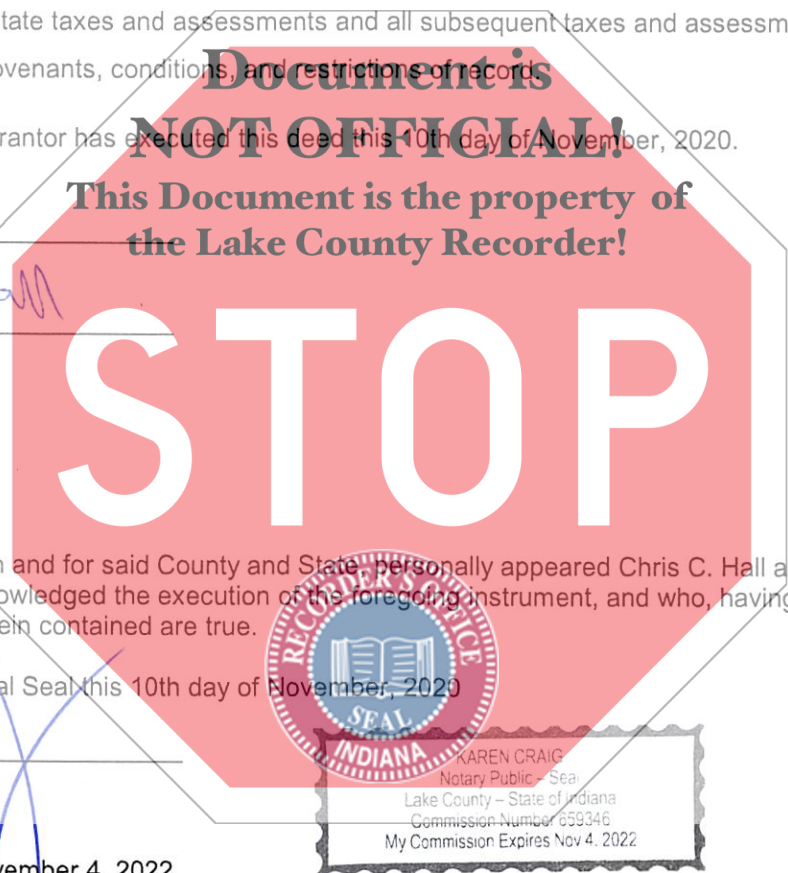 tate taxes and assessments and all subsequent taxes and assessm
ovenants, conditions, and restrictions of record.
Document is
rantor has executed this deed this 10th day of November, 2020.
NOT OFFICIAL!
This Document is the property of
the Lake County Recorder!
all
STOP
n and for said County and State, personally appeared Chris C. Hall a
owledged the execution of the foregoing instrument, and who, having
ein contained are true.
al Seal this 10th day of November, 2020
RECORDER'S OFFICE
SEAL
INDIANA
KAREN CRAIG
Notary Public – Seal
Lake County – State of Indiana
Commission Number 659346
My Commission Expires Nov 4. 2022
vember 4, 2022